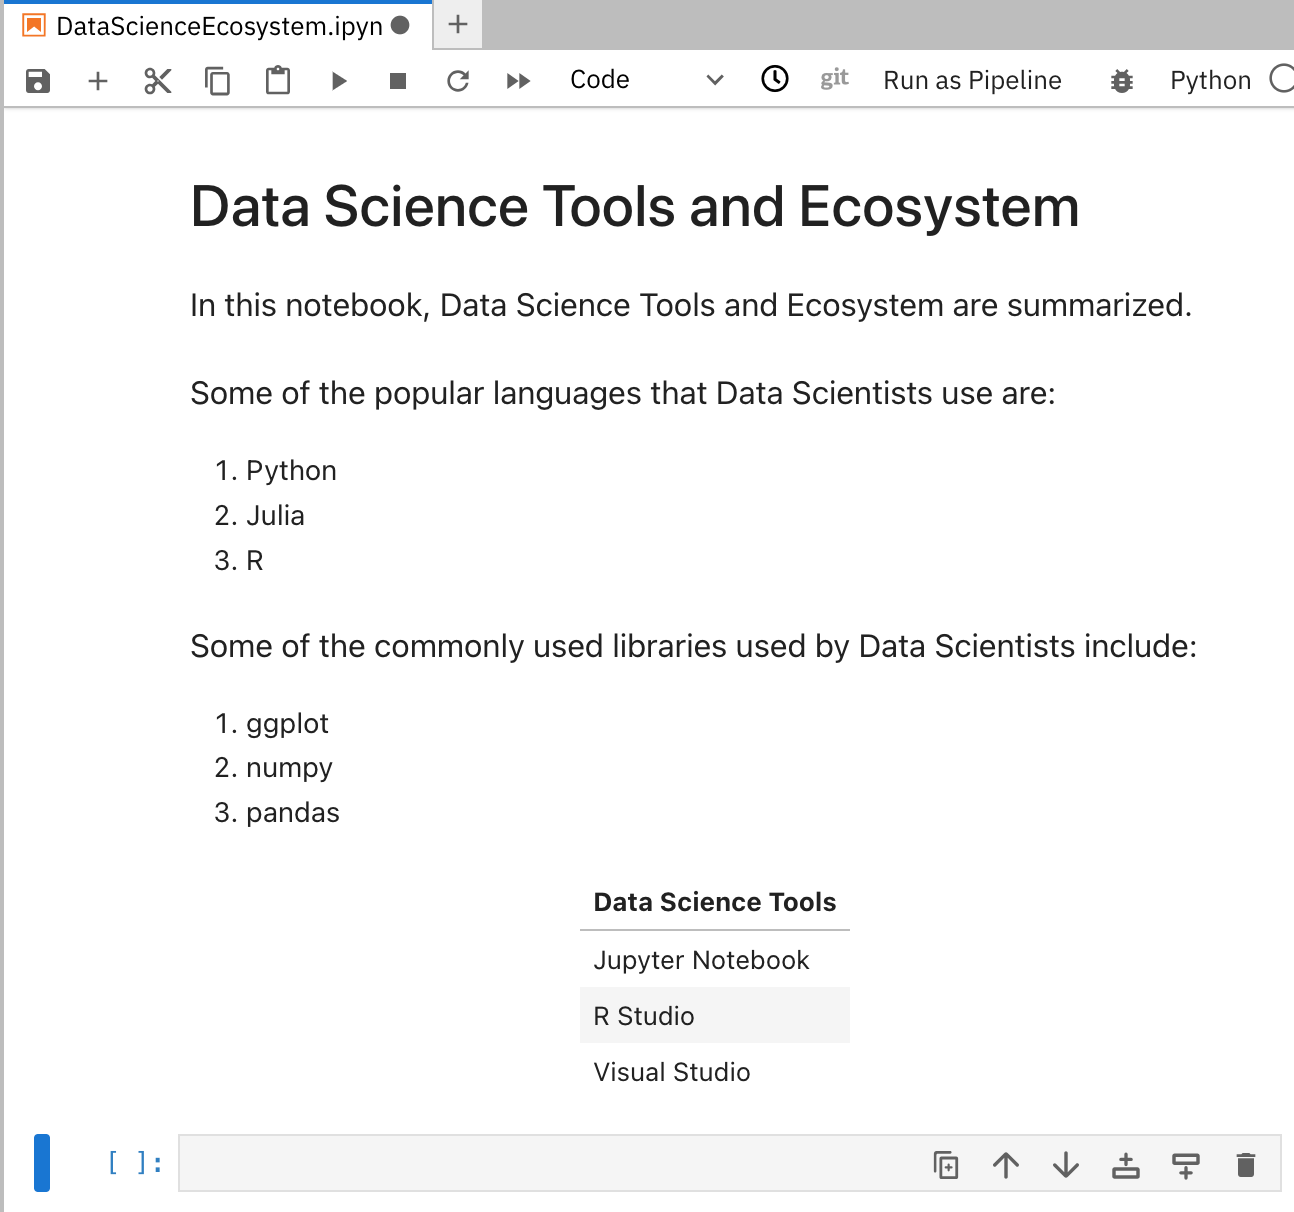 DataScienceEcosystem.ipyn
Code
git
Run as Pipeline
Python
Data Science Tools and Ecosystem
In this notebook, Data Science Tools and Ecosystem are summarized.
Some of the popular languages that Data Scientists use are:
1. Python
2. Julia
3. R
Some of the commonly used libraries used by Data Scientists include:
1. ggplot
2. numpy
3. pandas
Data Science Tools
Jupyter Notebook
R Studio
Visual Studio
[ ]: